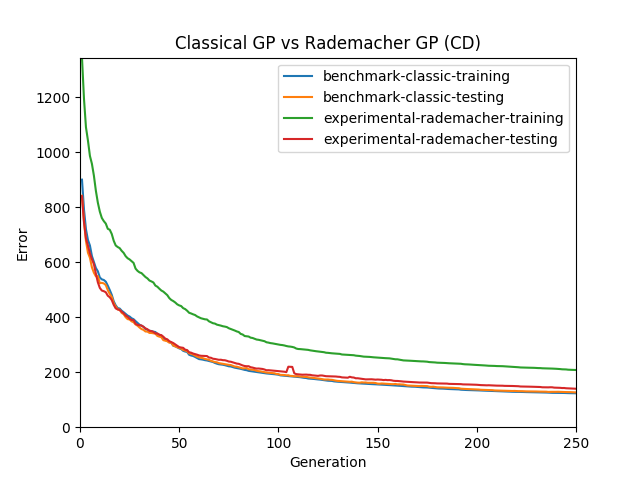 Classical GP vs Rademacher GP (CD)
benchmark-classic-training
benchmark-classic-testing
experimental-rademacher-training
experimental-rademacher-testing
1200
1000
800
600
400
200
0
Error
0 50 100 150 200 250
Generation